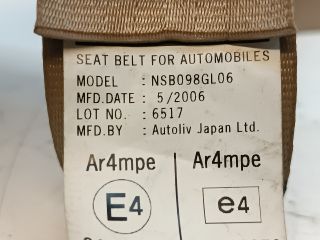 SEAT BELT FOR AUTOMOBILES
MODEL : NSB098GL06
MFD.DATE : 5/2006
LOT NO. : 6517
MFD.BY : Autoliv Japan Ltd.
Ar4mpe Ar4mpe
E4 e4